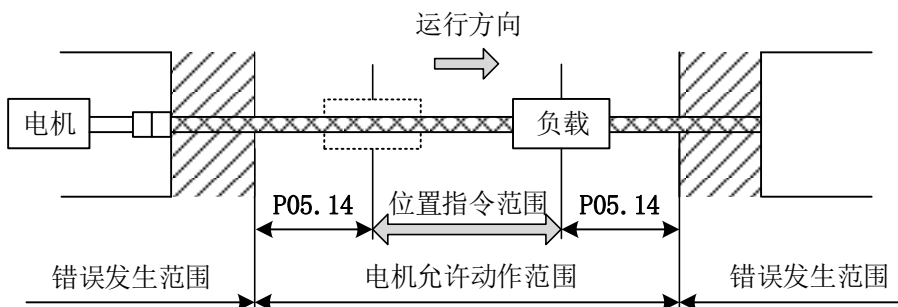 运行方向
电机
负载
P05.14
位置指令范围
P05.14
错误发生范围
电机允许动作范围
错误发生范围